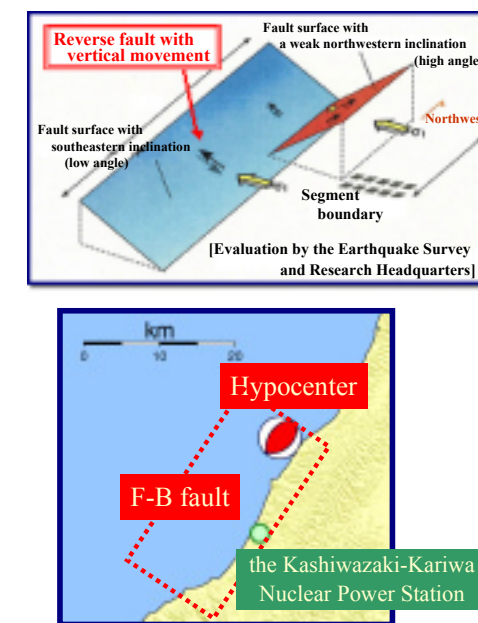 Reverse fault with
vertical movement
Fault surface with
a weak northwestern inclination
(high angle
Northwes
Fault surface with
southeastern inclination
(low angle)
Segment
boundary
[Evaluation by the Earthquake Survey
and Research Headquarters]
km
0 10 20
Hypocenter
F-B fault
the Kashiwazaki-Kariwa
Nuclear Power Station